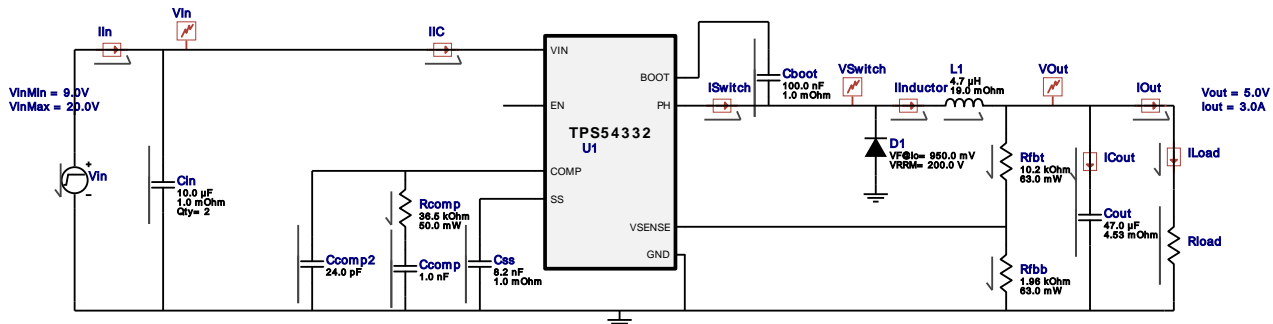 Vin
IIn
IIC
VinMin = 9.0V
VinMax = 20.0V
+
Vin
-
Cin
10.0 µF
1.0 mOhm
Qty= 2
Ccomp2
24.0 pF
Rcomp
36.5 kOhm
50.0 mW
Ccomp
1.0 nF
Css
8.2 nF
1.0 mOhm
VIN
EN
COMP
SS
TPS54332
U1
BOOT
PH
VSENSE
GND
ISwitch
Cboot
100.0 nF
1.0 mOhm
VSwitch
D1
VF@Io= 950.0 mV
VRRM= 200.0 V
IInductor
L1
4.7 µH
19.0 mOhm
VOut
Rfbt
10.2 kOhm
63.0 mW
Rfbb
1.96 kOhm
63.0 mW
ICout
Cout
47.0 µF
4.53 mOhm
IOut
ILoad
Rload
Vout = 5.0V
Iout = 3.0A